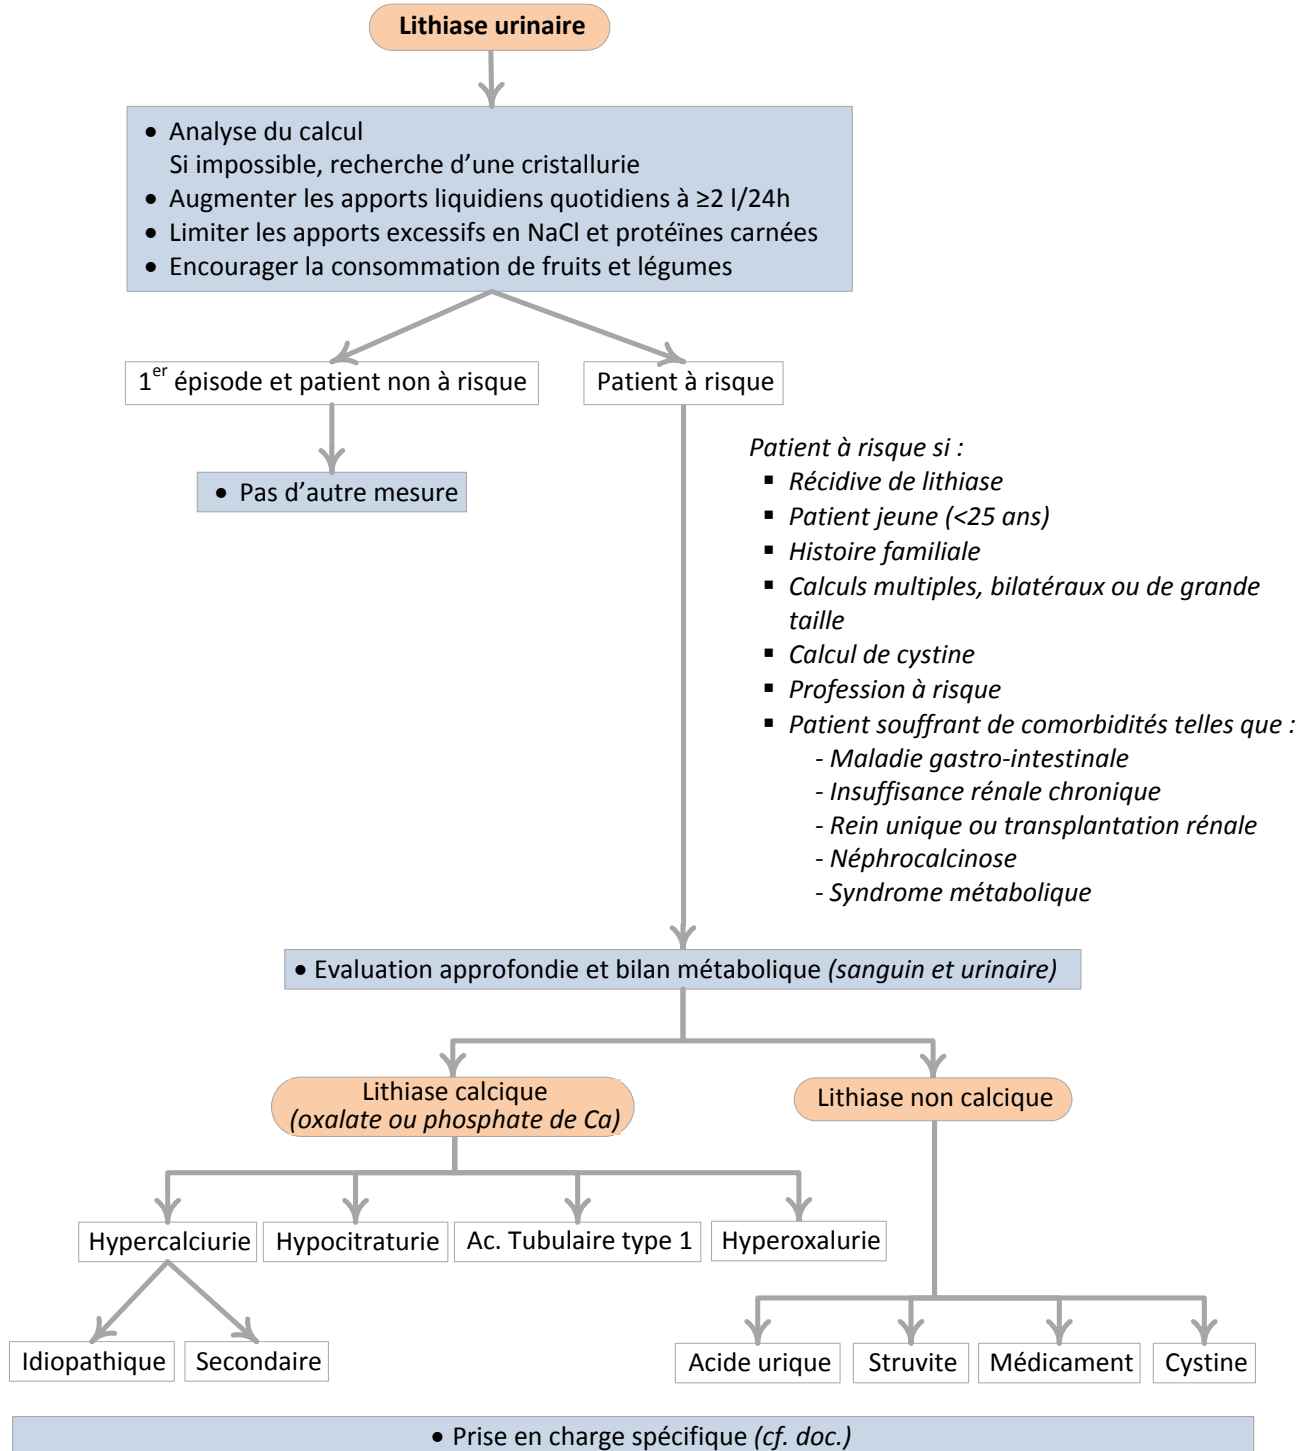 Lithiase urinaire
• Analyse du calcul
Si impossible, recherche d’une cristallurie
• Augmenter les apports liquidiens quotidiens à ≥2 l/24h
• Limiter les apports excessifs en NaCl et protéïnes carnées
• Encourager la consommation de fruits et légumes
1er épisode et patient non à risque
Patient à risque
• Pas d’autre mesure
Patient à risque si :
▪ Récidive de lithiase
▪ Patient jeune (<25 ans)
▪ Histoire familiale
▪ Calculs multiples, bilatéraux ou de grande
taille
▪ Calcul de cystine
▪ Profession à risque
▪ Patient souffrant de comorbidités telles que :
- Maladie gastro-intestinale
- Insuffisance rénale chronique
- Rein unique ou transplantation rénale
- Néphrocalcinose
- Syndrome métabolique
• Evaluation approfondie et bilan métabolique (sanguin et urinaire)
Lithiase calcique
(oxalate ou phosphate de Ca)
Lithiase non calcique
Hypercalciurie
Hypocitraturie
Ac. Tubulaire type 1
Hyperoxalurie
Idiopathique
Secondaire
Acide urique
Struvite
Médicament
Cystine
• Prise en charge spécifique (cf. doc.)